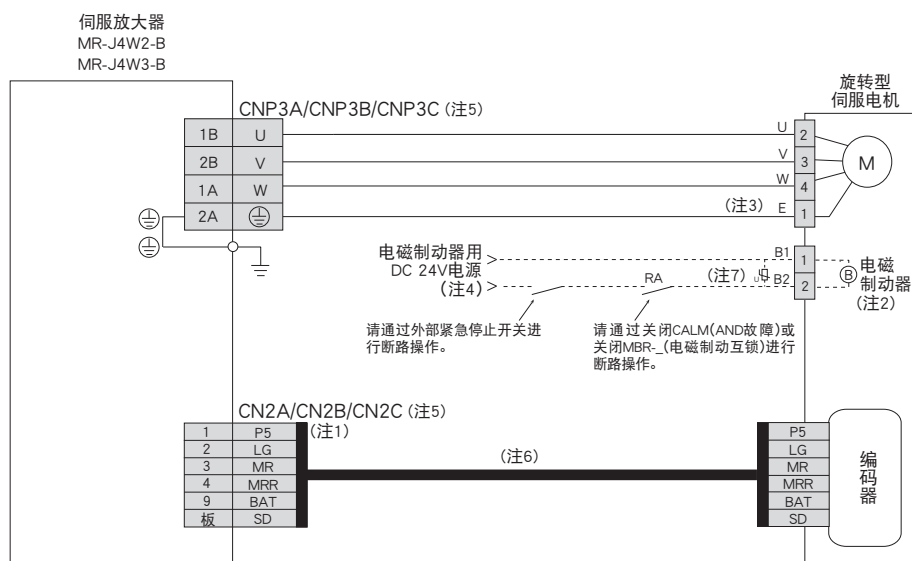 伺服放大器
MR-J4W2-B
MR-J4W3-B
旋转型
伺服电机
CNP3A/CNP3B/CNP3C (注5)
1B U U 2
2B V V 3 M
1A W W 4
2A (注3) E 1
电磁制动器用
DC 24V电源
(注4)
RA (注7) U B1 1
B2 2
B 电磁
制动器
(注2)
请通过外部紧急停止开关进
行断路操作。
请通过关闭CALM(AND故障)或
关闭MBR-_(电磁制动互锁)进行
断路操作。
CN2A/CN2B/CN2C (注5)
(注1)
(注6)
1 P5 P5
2 LG LG
3 MR MR
4 MRR MRR
9 BAT BAT
板 SD SD
编码器